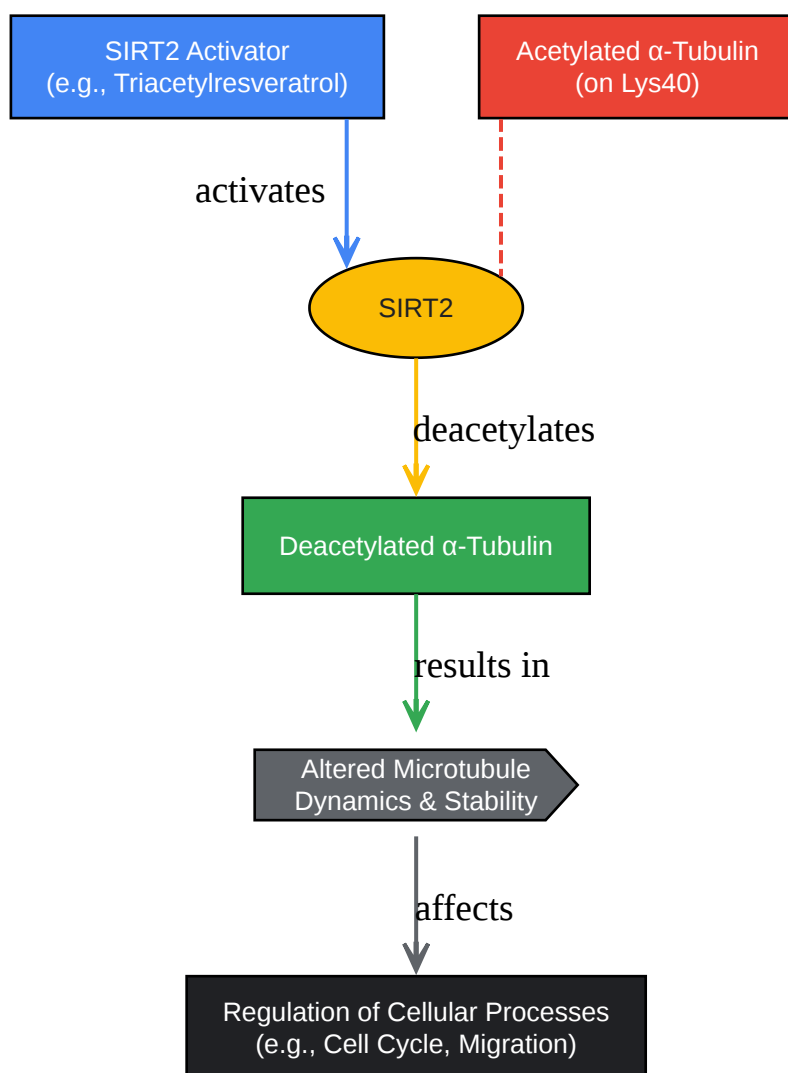 SIRT2 Activator
(e.g., Triacetylresveratrol)
Acetylated α-Tubulin
(on Lys40)
activates
SIRT2
deacetylates
Deacetylated α-Tubulin
results in
Altered Microtubule
Dynamics & Stability
affects
Regulation of Cellular Processes
(e.g., Cell Cycle, Migration)